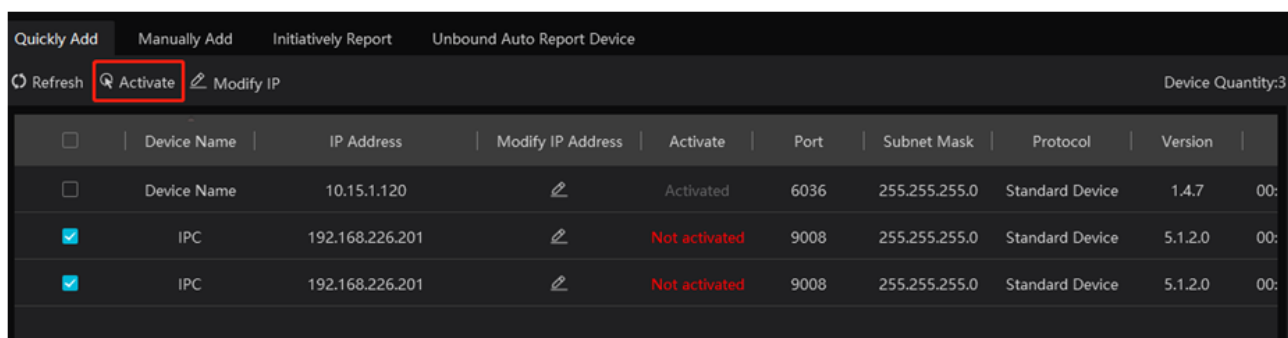 Quickly Add Manually Add Initiatively Report Unbound Auto Report Device
Refresh Activate Modify IP Device Quantity:3
Device Name IP Address Modify IP Address Activate Port Subnet Mask Protocol Version
Device Name 10.15.1.120 Activated 6036 255.255.255.0 Standard Device 1.4.7 00:
IPC 192.168.226.201 Not activated 9008 255.255.255.0 Standard Device 5.1.2.0 00:
IPC 192.168.226.201 Not activated 9008 255.255.255.0 Standard Device 5.1.2.0 00: